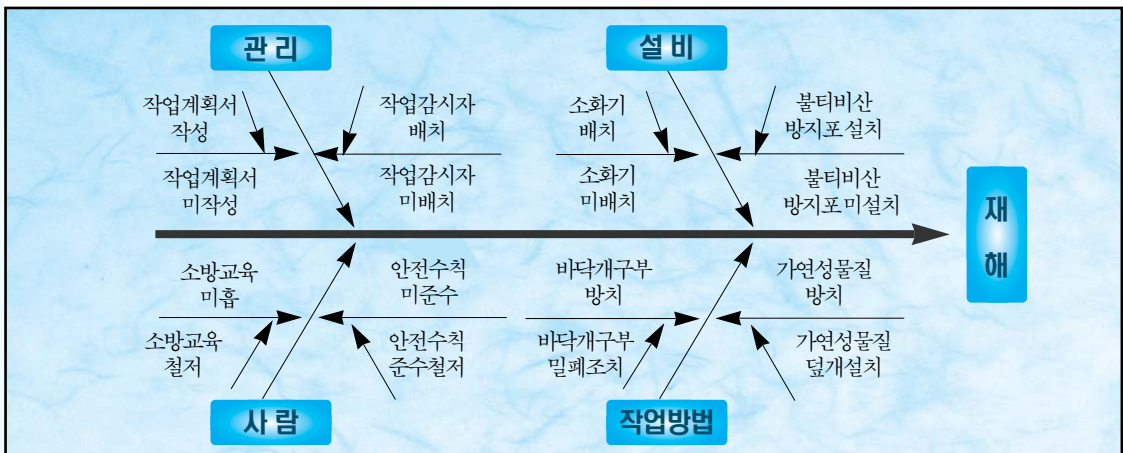 관 리
설 비
작업계획서
작성
작업감시자
배치
소화기
배치
불티비산
방지포설치
작업계획서
미작성
작업감시자
미배치
소화기
미배치
불티비산
방지포미설치
재
해
소방교육
미흡
안전수칙
미준수
바닥개구부
방치
가연성물질
방치
소방교육
철저
안전수칙
준수철저
바닥개구부
밀폐조치
가연성물질
덮개설치
사 람
작업방법